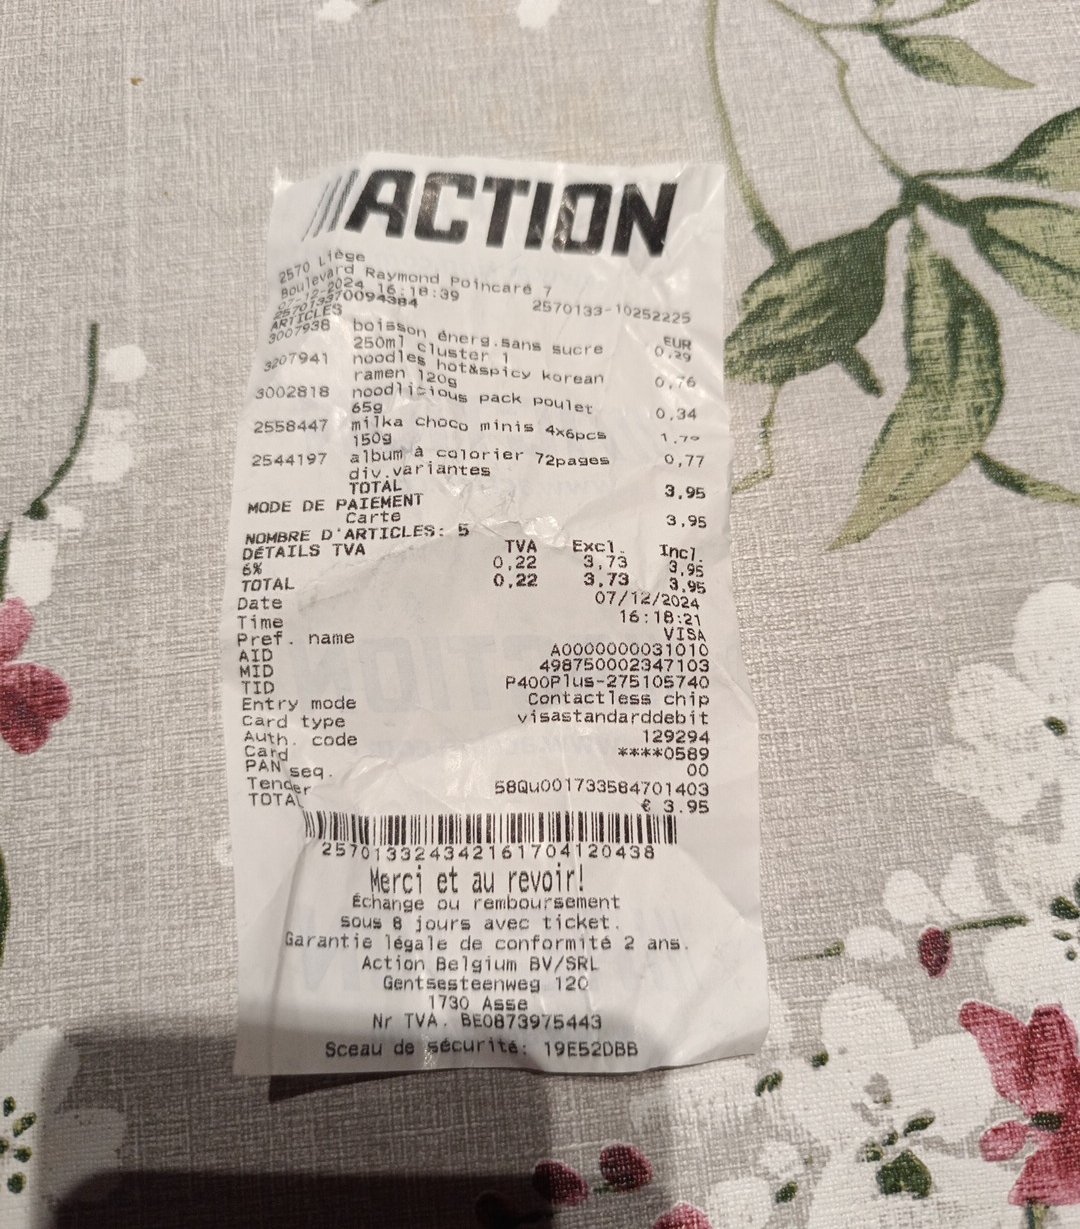 ACTION
2570 Liège
Boulevard Raymond Poincaré 7
07-12-2024 16:18:39 2570133-10252225
257013370094384
ARTICLES EUR
3007938 boisson énerg.sans sucre 0,29
250ml cluster 1
3207941 noodles hot&spicy korean 0,76
ramen 120g
3002818 noodlicious pack poulet 0,34
65g
2558447 milka choco minis 4x6pcs 1,79
150g
2544197 album à colorier 72pages 0,77
div.variantes
TOTAL 3,95
MODE DE PAIEMENT
Carte 3,95
NOMBRE D'ARTICLES: 5
DÉTAILS TVA TVA Excl. Incl.
6% 0,22 3,73 3,95
TOTAL 0,22 3,73 3,95
Date 07/12/2024
Time 16:18:21
Pref. name VISA
AID A0000000031010
MID 498750002347103
TID P400Plus-275105740
Entry mode Contactless chip
Card type visastandarddebit
Auth. code 129294
Card ****0589
PAN seq. 00
Tender 58Qu001733584701403
TOTAL € 3.95
2570133243421617041 20438
Merci et au revoir!
Échange ou remboursement
sous 8 jours avec ticket.
Garantie légale de conformité 2 ans.
Action Belgium BV/SRL
Gentsesteenweg 120
1730 Asse
Nr TVA. BE0873975443
Sceau de sécurité: 19E52DBB